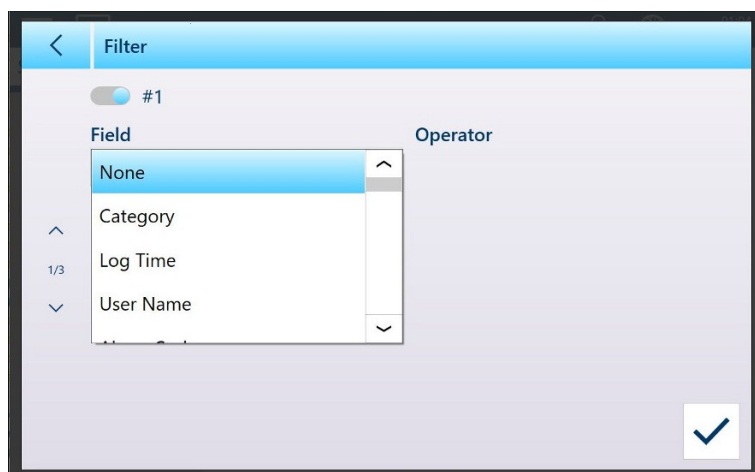 Filter
#1
Field
Operator
None
Category
1/3
Log Time
User Name